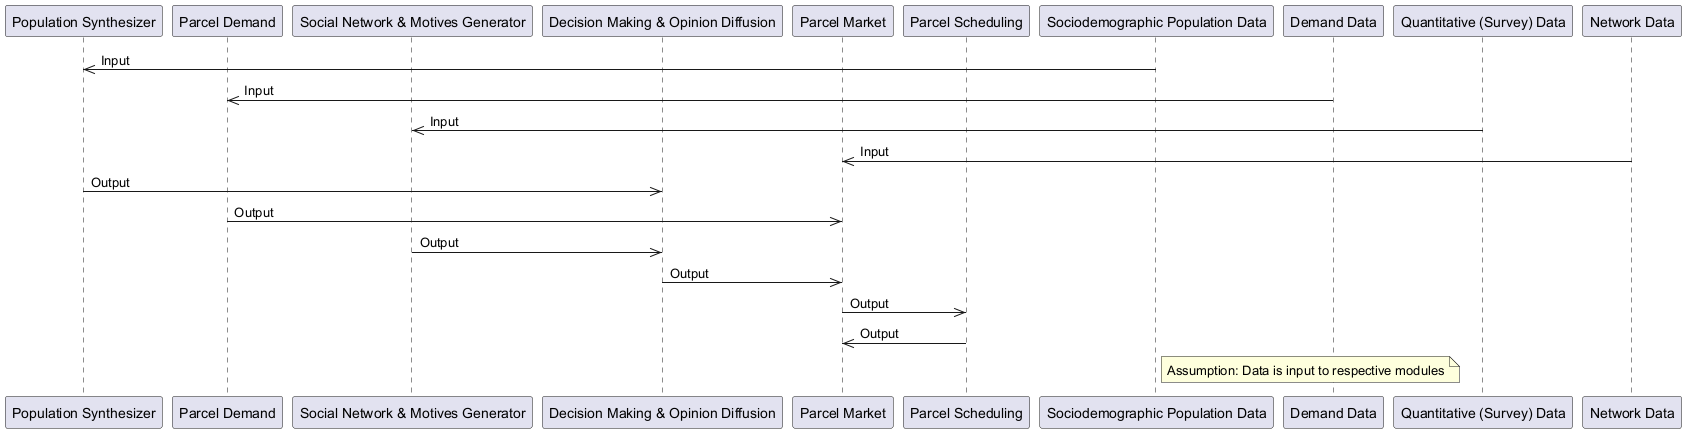 Population Synthesizer
Parcel Demand
Social Network & Motives Generator
Decision Making & Opinion Diffusion
Parcel Market
Parcel Scheduling
Sociodemographic Population Data
Demand Data
Quantitative (Survey) Data
Network Data
Input
Input
Input
Input
Output
Output
Output
Output
Output
Output
Assumption: Data is input to respective modules
Population Synthesizer
Parcel Demand
Social Network & Motives Generator
Decision Making & Opinion Diffusion
Parcel Market
Parcel Scheduling
Sociodemographic Population Data
Demand Data
Quantitative (Survey) Data
Network Data